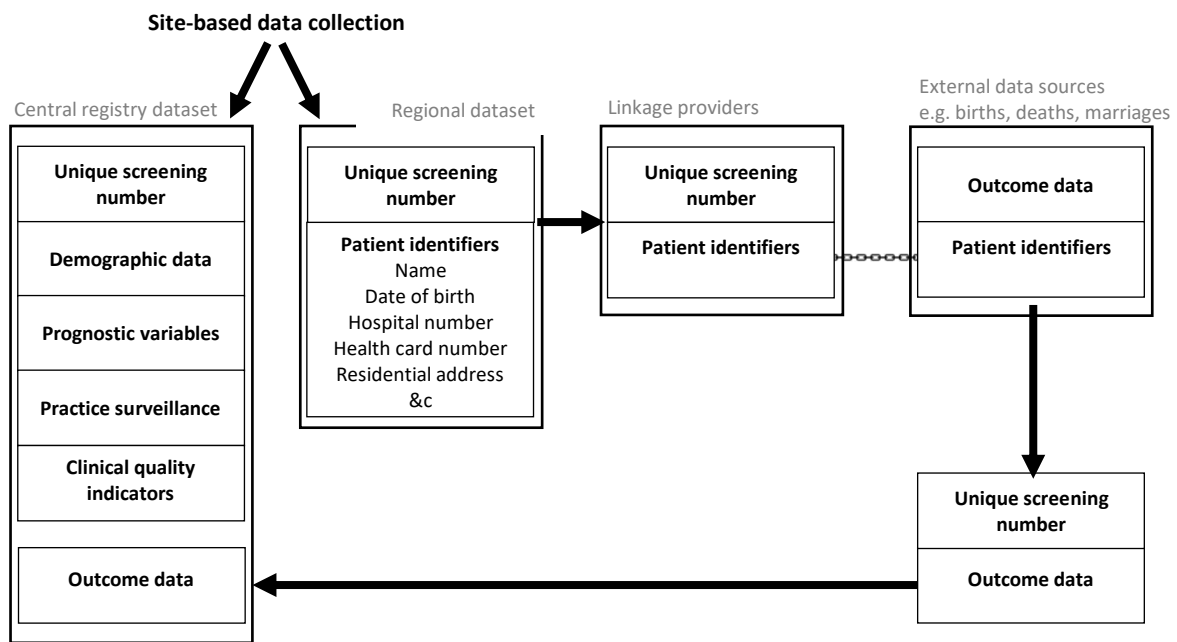 Site-based data collection
Central registry dataset
Unique screening
number
Demographic data
Prognostic variables
Practice surveillance
Clinical quality
indicators
Outcome data
Regional dataset
Unique screening
number
Patient identifiers
Name
Date of birth
Hospital number
Health card number
Residential address
&c
Linkage providers
Unique screening
number
Patient identifiers
External data sources
e.g. births, deaths, marriages
Outcome data
Patient identifiers
Unique screening
number
Outcome data